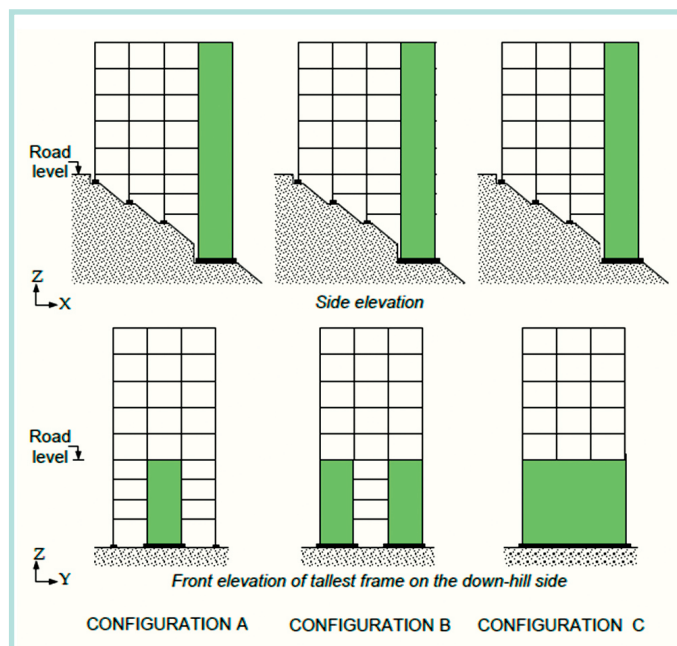 Road
level
Z
X
Side elevation
Road
level
Z
Y
Front elevation of tallest frame on the down-hill side
CONFIGURATION A
CONFIGURATION B
CONFIGURATION C